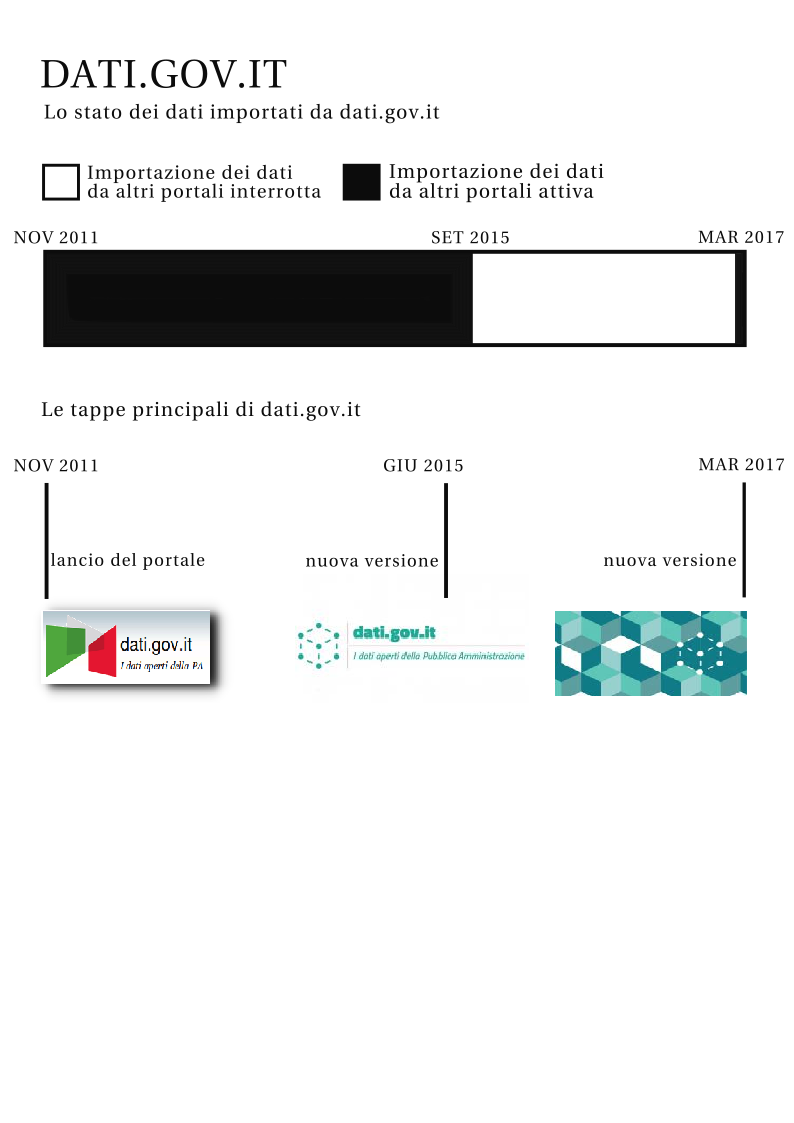 DATI.GOV.IT
Lo stato dei dati importati da dati.gov.it
Importazione dei dati
da altri portali interrotta
Importazione dei dati
da altri portali attiva
NOV 2011 SET 2015 MAR 2017
Le tappe principali di dati.gov.it
NOV 2011 GIU 2015 MAR 2017
lancio del portale nuova versione nuova versione
dati.gov.it
I dati aperti della PA
dati.gov.it
I dati aperti della Pubblica Amministrazione